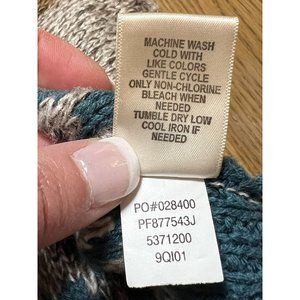 MACHINE WASH
COLD WITH
LIKE COLORS
GENTLE CYCLE
ONLY NON-CHLORINE
BLEACH WHEN
NEEDED
TUMBLE DRY LOW
COOL IRON IF
NEEDED
PO#028400
PF877543J
5371200
9QI01